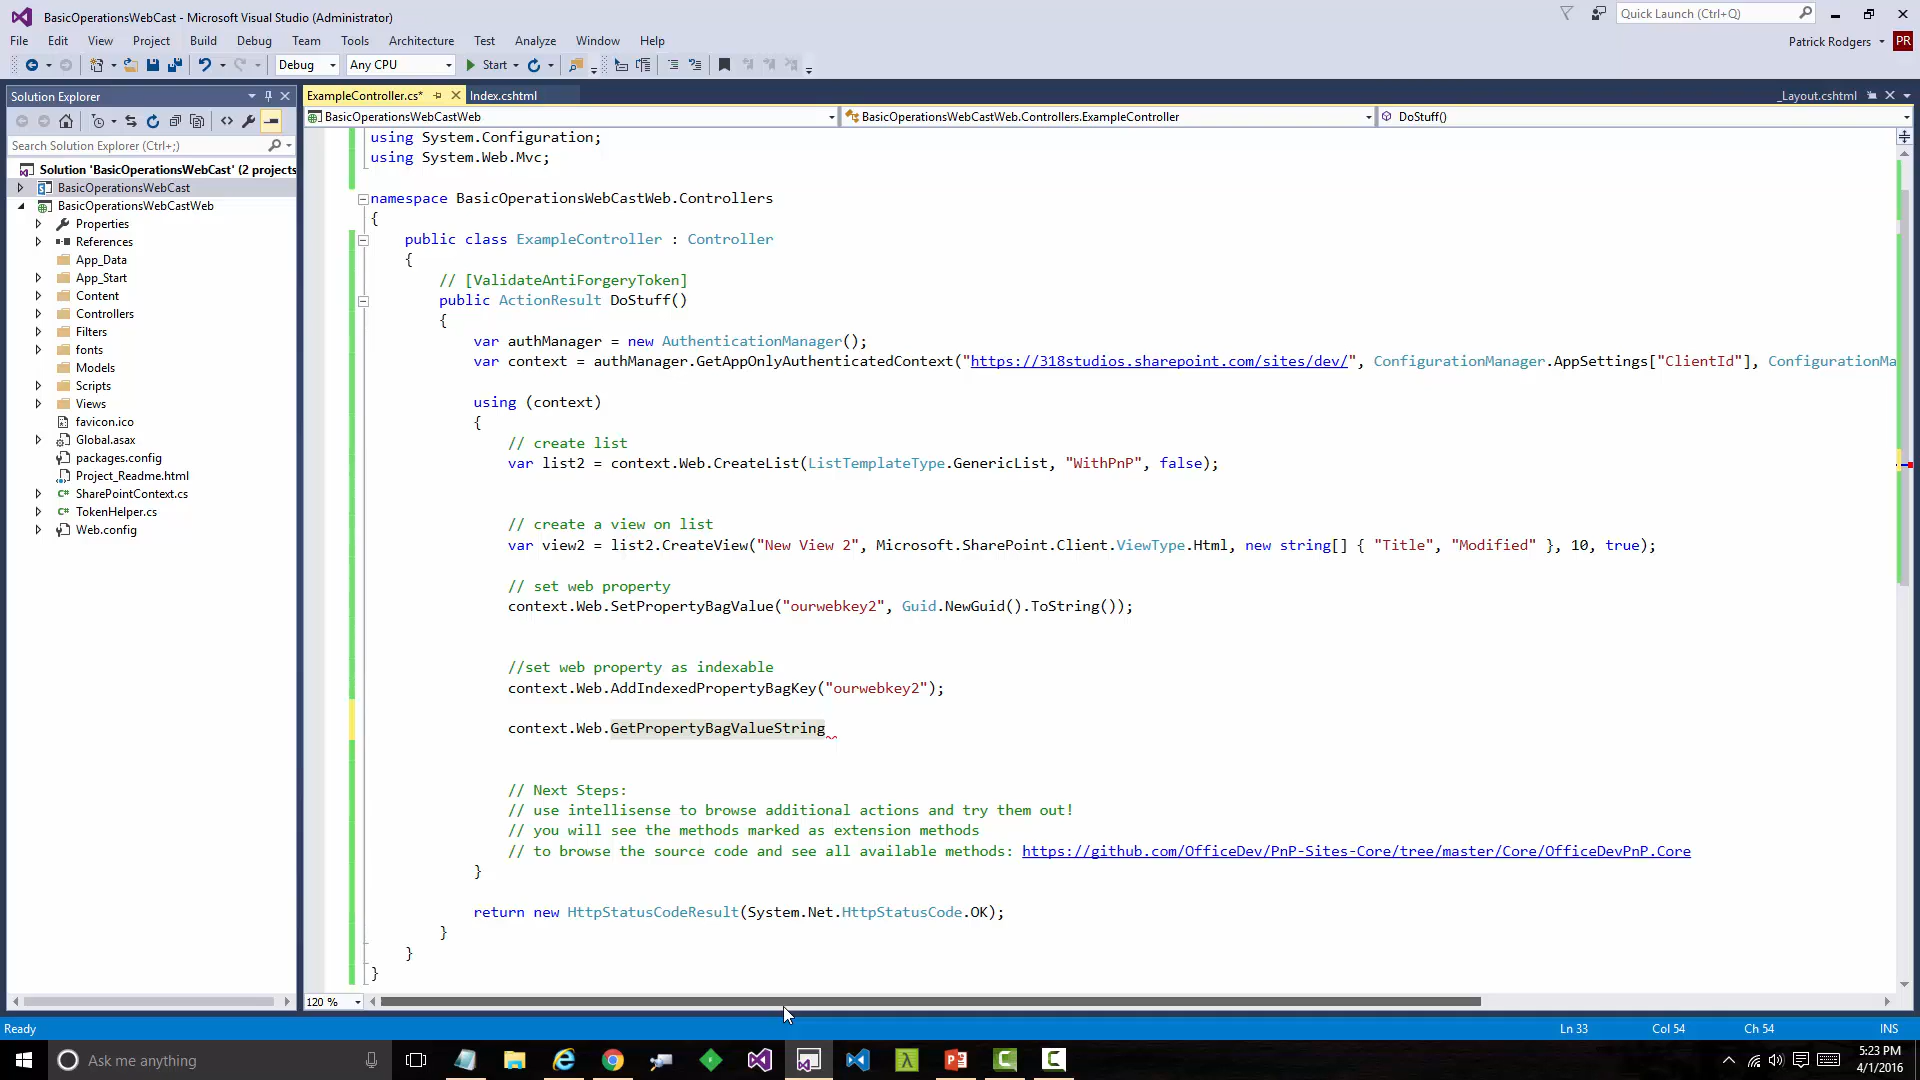 BasicOperationsWebCast - Microsoft Visual Studio (Administrator)
Quick Launch (Ctrl+Q)
File Edit View Project Build Debug Team Tools Architecture Test Analyze Window Help
Patrick Rodgers PR
Debug Any CPU Start
Solution Explorer
ExampleController.cs* Index.cshtml _Layout.cshtml
BasicOperationsWebCastWeb BasicOperationsWebCastWeb.Controllers.ExampleController DoStuff()
Search Solution Explorer (Ctrl+;)
Solution 'BasicOperationsWebCast' (2 projects
BasicOperationsWebCast
BasicOperationsWebCastWeb
Properties
References
App_Data
App_Start
Content
Controllers
Filters
fonts
Models
Scripts
Views
favicon.ico
Global.asax
packages.config
Project_Readme.html
SharePointContext.cs
TokenHelper.cs
Web.config
using System.Configuration;
using System.Web.Mvc;
namespace BasicOperationsWebCastWeb.Controllers
{
public class ExampleController : Controller
{
// [ValidateAntiForgeryToken]
public ActionResult DoStuff()
{
var authManager = new AuthenticationManager();
var context = authManager.GetAppOnlyAuthenticatedContext("https://318studios.sharepoint.com/sites/dev/", ConfigurationManager.AppSettings["ClientId"], ConfigurationMa
using (context)
{
// create list
var list2 = context.Web.CreateList(ListTemplateType.GenericList, "WithPnP", false);
// create a view on list
var view2 = list2.CreateView("New View 2", Microsoft.SharePoint.Client.ViewType.Html, new string[] { "Title", "Modified" }, 10, true);
// set web property
context.Web.SetPropertyBagValue("ourwebkey2", Guid.NewGuid().ToString());
//set web property as indexable
context.Web.AddIndexedPropertyBagKey("ourwebkey2");
context.Web.GetPropertyBagValueString
// Next Steps:
// use intellisense to browse additional actions and try them out!
// you will see the methods marked as extension methods
// to browse the source code and see all available methods: https://github.com/OfficeDev/PnP-Sites-Core/tree/master/Core/OfficeDevPnP.Core
}
return new HttpStatusCodeResult(System.Net.HttpStatusCode.OK);
}
}
}
120 %
Ready Ln 33 Col 54 Ch 54 INS
Ask me anything
5:23 PM
4/1/2016